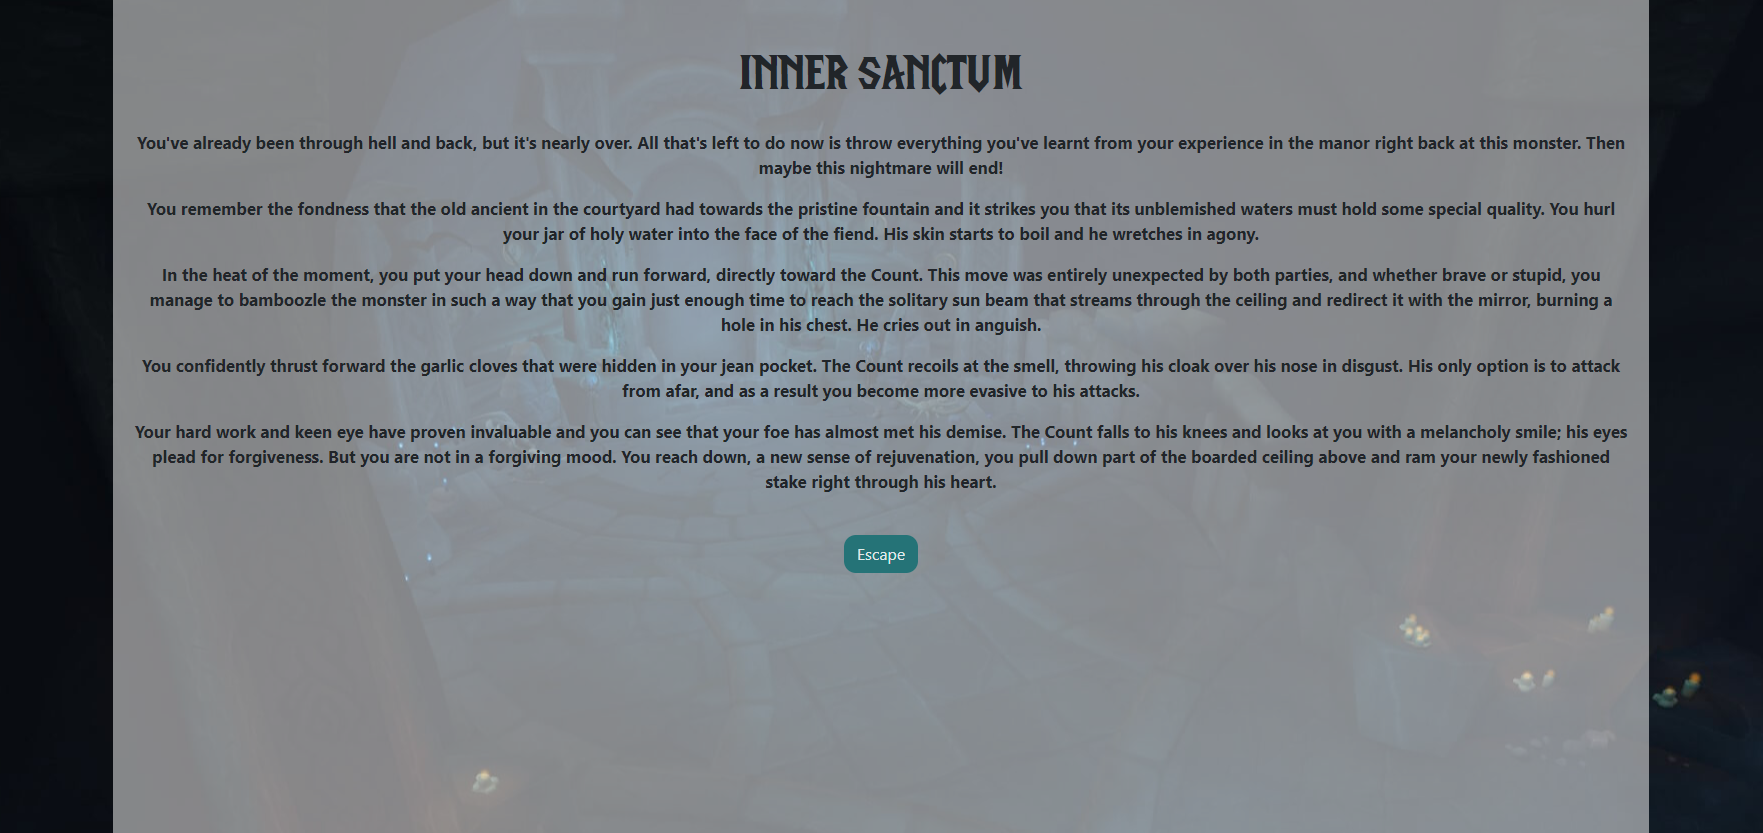 INNER SANCTUM
You've already been through hell and back, but it's nearly over. All that's left to do now is throw everything you've learnt from your experience in the manor right back at this monster. Then
maybe this nightmare will end!
You remember the fondness that the old ancient in the courtyard had towards the pristine fountain and it strikes you that its unblemished waters must hold some special quality. You hurl
your jar of holy water into the face of the fiend. His skin starts to boil and he wretches in agony.
In the heat of the moment, you put your head down and run forward, directly toward the Count. This move was entirely unexpected by both parties, and whether brave or stupid, you
manage to bamboozle the monster in such a way that you gain just enough time to reach the solitary sun beam that streams through the ceiling and redirect it with the mirror, burning a
hole in his chest. He cries out in anguish.
You confidently thrust forward the garlic cloves that were hidden in your jean pocket. The Count recoils at the smell, throwing his cloak over his nose in disgust. His only option is to attack
from afar, and as a result you become more evasive to his attacks.
Your hard work and keen eye have proven invaluable and you can see that your foe has almost met his demise. The Count falls to his knees and looks at you with a melancholy smile; his eyes
plead for forgiveness. But you are not in a forgiving mood. You reach down, a new sense of rejuvenation, you pull down part of the boarded ceiling above and ram your newly fashioned
stake right through his heart.
Escape